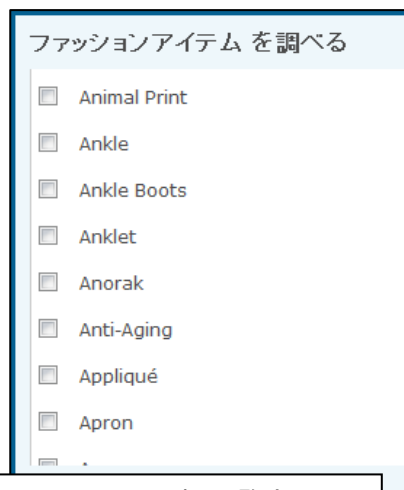 ファッションアイテム を調べる
Animal Print
Ankle
Ankle Boots
Anklet
Anorak
Anti-Aging
Appliqué
Apron